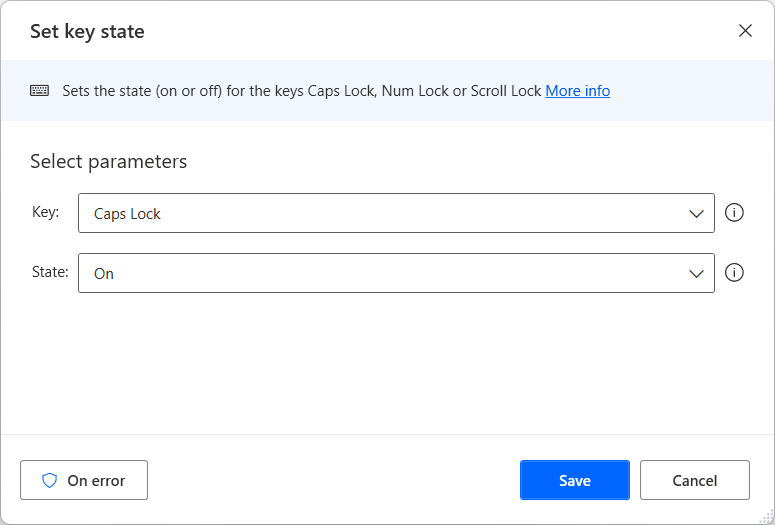 Set key state
Sets the state (on or off) for the keys Caps Lock, Num Lock or Scroll Lock More info
Select parameters
Key: Caps Lock
State: On
On error Save Cancel